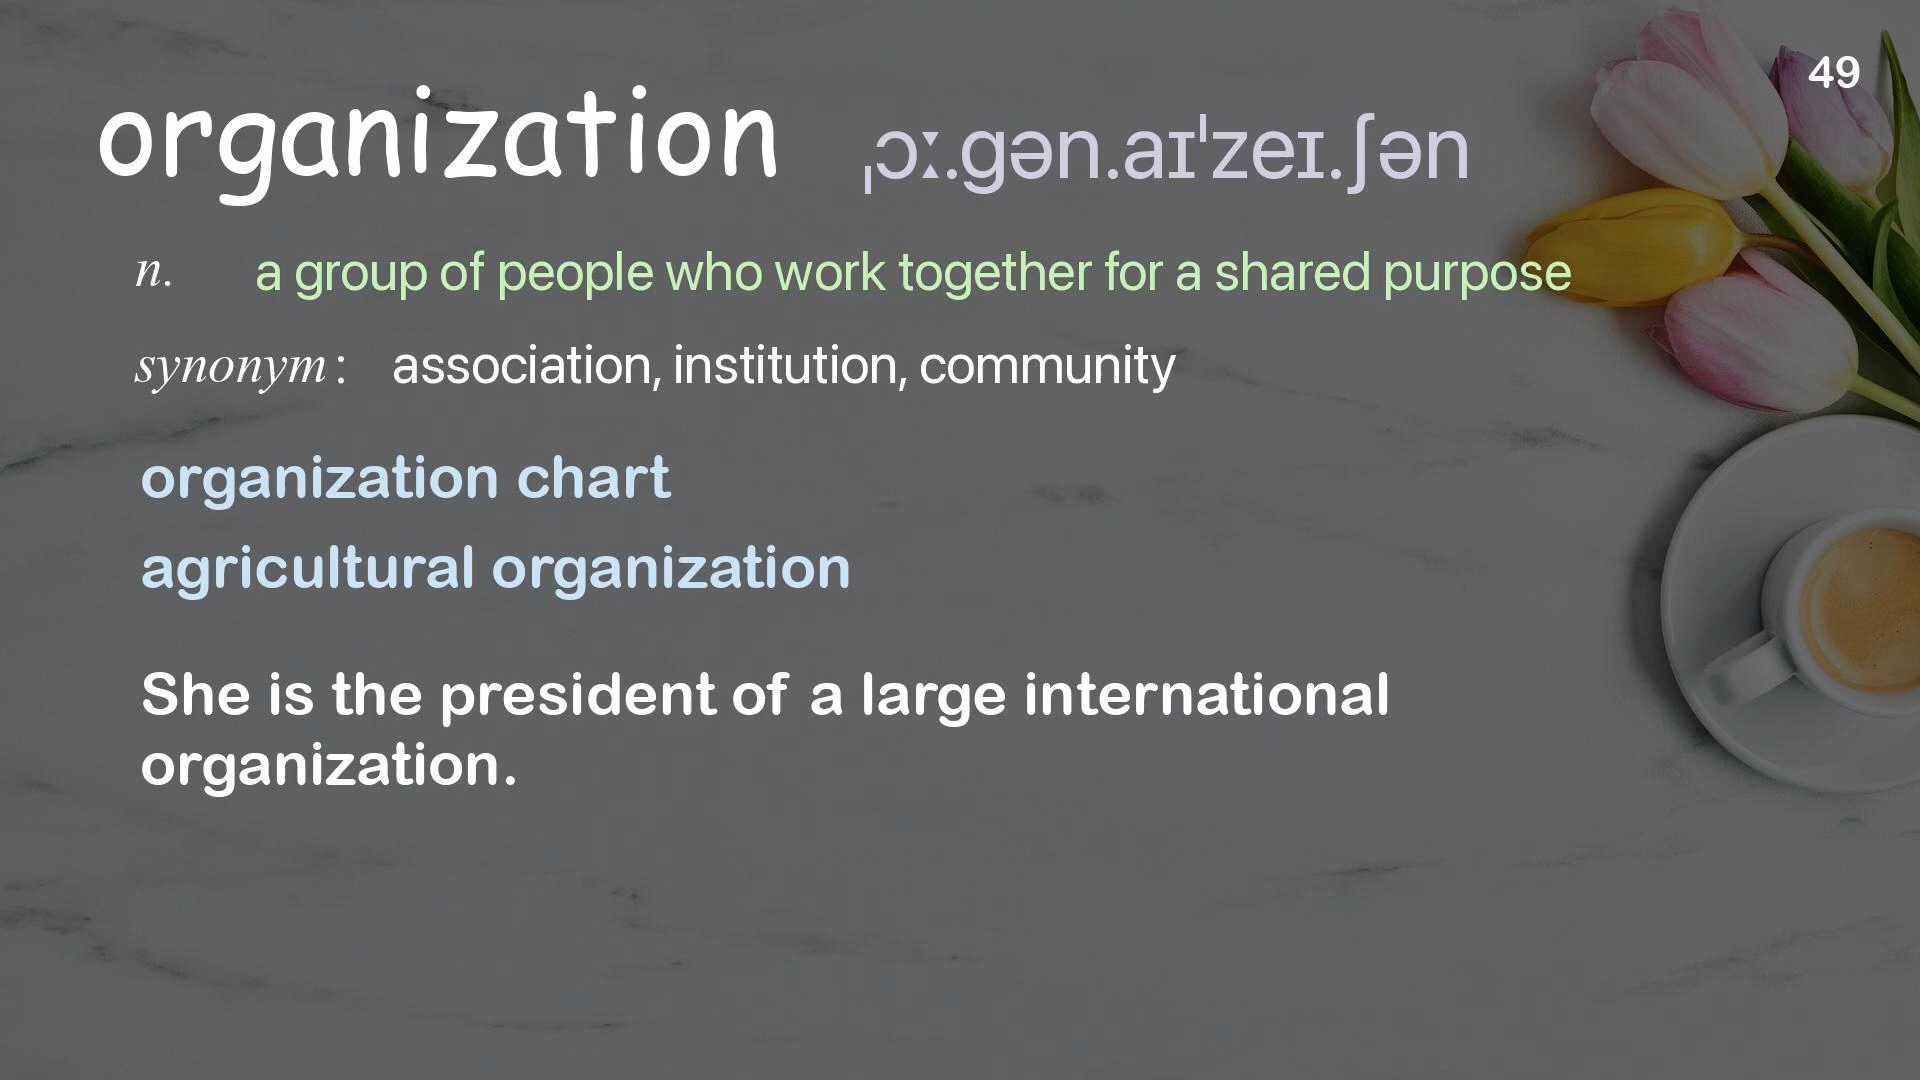 49
organization ˌɔː.ɡən.aɪˈzeɪ.ʃən
n. a group of people who work together for a shared purpose
synonym: association, institution, community
organization chart
agricultural organization
She is the president of a large international
organization.